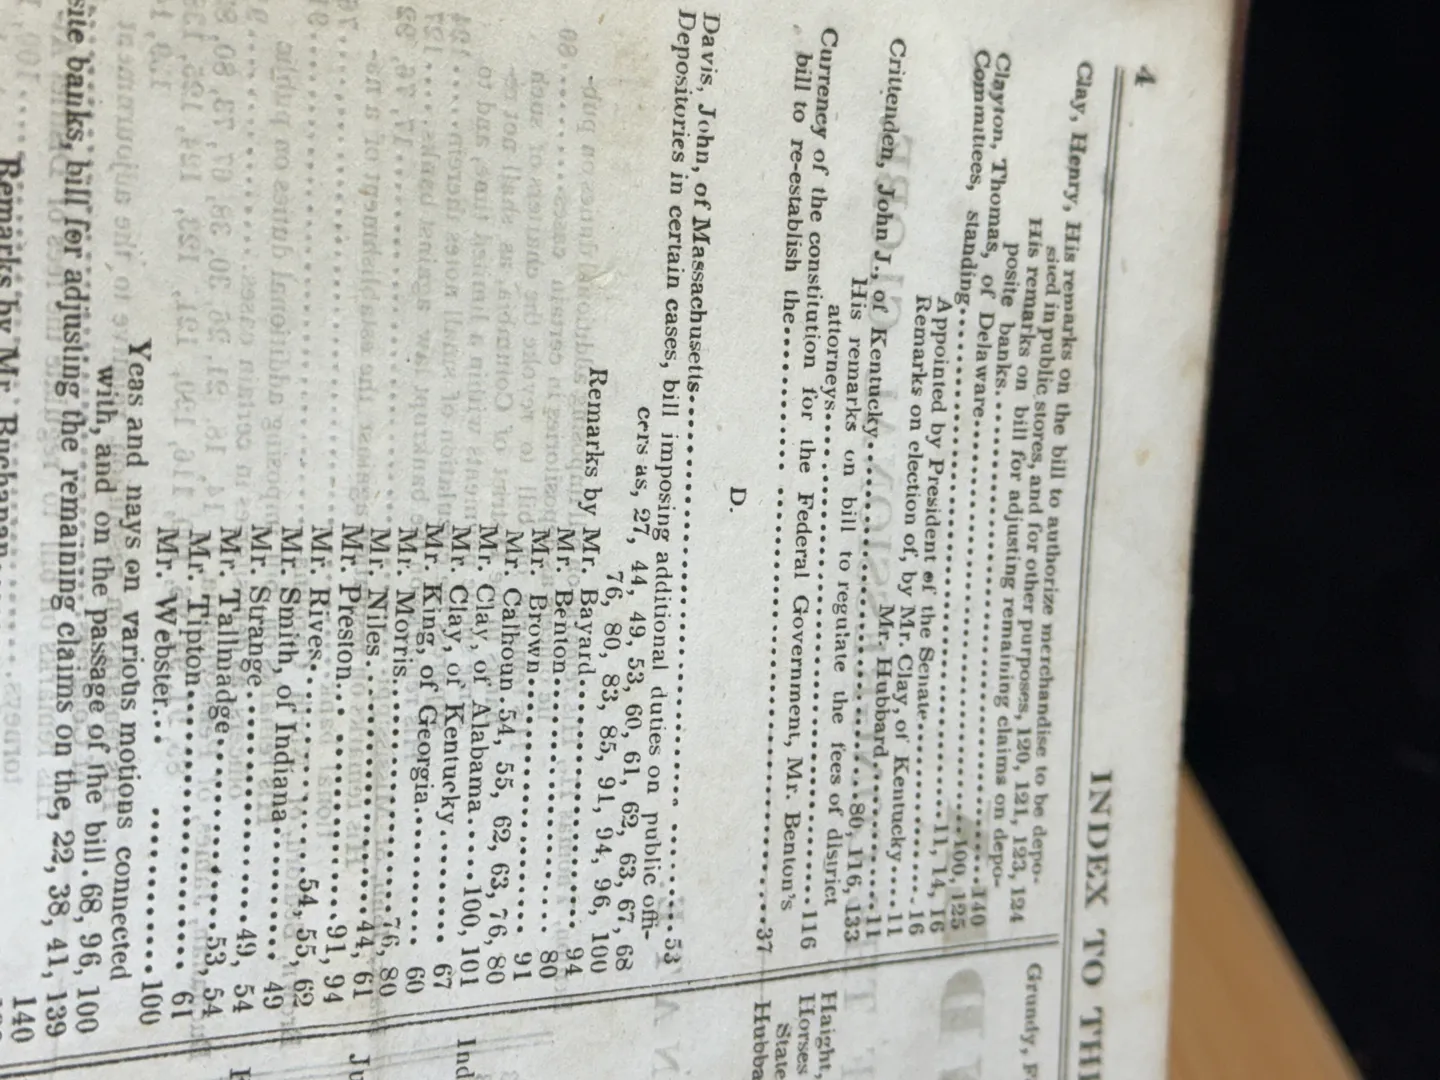 4
INDEX TO TH
Clay, Henry, His remarks on the bill to authorize merchandise to be depo-
sited in public stores, and for other purposes, 120, 121, 123, 124
His remarks on bill for adjusting remaining claims on depo-
posite banks..........140
Clayton, Thomas, of Delaware..........100, 125
Committees, standing..........11, 14, 16
Appointed by President of the Senate..........16
Remarks on election of, by Mr. Clay, of Kentucky....11
Mr. Hubbard..........11
Crittenden, John J., of Kentucky..........80, 116, 133
His remarks on bill to regulate the fees of district
attorneys..........116
Currency of the constitution for the Federal Government, Mr. Benton's
bill to re-establish the..........37
D.
Davis, John, of Massachusetts..........53
Depositories in certain cases, bill imposing additional duties on public offi-
cers as, 27, 44, 49, 53, 60, 61, 62, 63, 67, 68
76, 80, 83, 85, 91, 94, 96, 100
Remarks by Mr. Bayard..........94
Mr. Benton..........80
Mr. Brown..........91
Mr. Calhoun 54, 55, 62, 63, 76, 80
Mr. Clay, of Alabama....100, 101
Mr. Clay, of Kentucky..........67
Mr. King, of Georgia..........60
Mr. Morris..........76, 80
Mr. Niles..........44, 61
Mr. Preston..........91, 94
Mr. Rives..........54, 55, 62
Mr. Smith, of Indiana..........49
Mr. Strange..........49, 54
Mr. Tallmadge..........53, 54
Mr. Tipton..........61
Mr. Webster..........100
Yeas and nays on various motions connected
with, and on the passage of the bill. 68, 96, 100
site banks, bill for adjusting the remaining claims on the, 22, 38, 41, 139
140
Remarks by Mr. Buchanan
Grundy, F
Haight,
Horses
State
Hubba
Ind
Ju